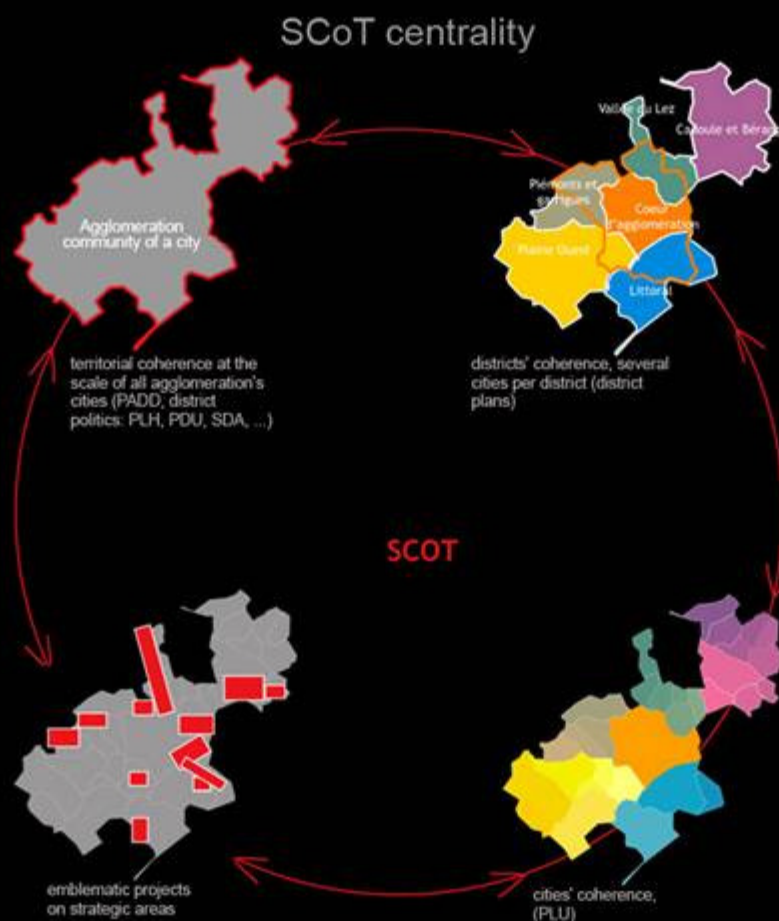 SCoT centrality
Agglomeration
community of a city
Vallée du Lez
Cadoule et Bérange
Piémonts et
garrigues
Coeur
d'agglomération
Plaine Ouest
Littoral
territorial coherence at the
scale of all agglomeration's
cities (PADD, district
politics: PLH, PDU, SDA, ...)
districts' coherence, several
cities per district (district
plans)
SCOT
emblematic projects
on strategic areas
cities' coherence,
(PLU)